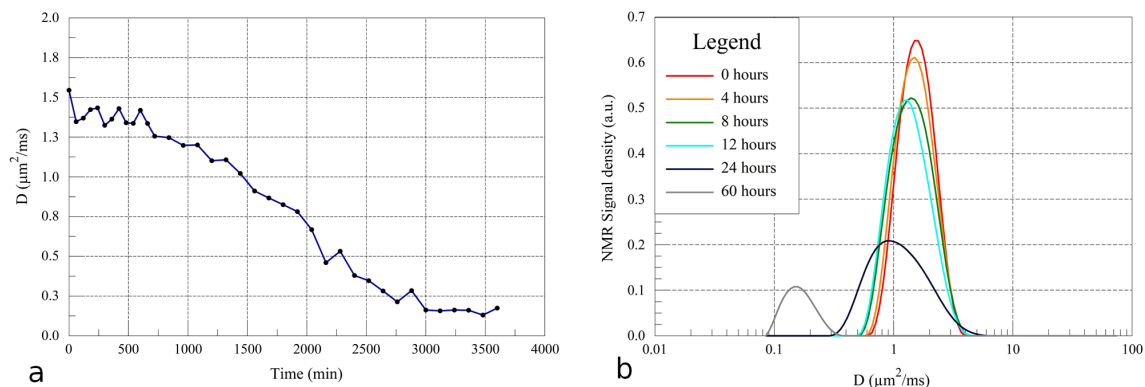 2.0
1.8
1.5
1.3
1.0
0.8
0.5
0.3
0.0
D (μm²/ms)
0 500 1000 1500 2000 2500 3000 3500 4000
Time (min)
a
0.7
0.6
0.5
0.4
0.3
0.2
0.1
0.0
NMR Signal density (a.u.)
Legend
0 hours
4 hours
8 hours
12 hours
24 hours
60 hours
0.01 0.1 1 10 100
D (μm²/ms)
b